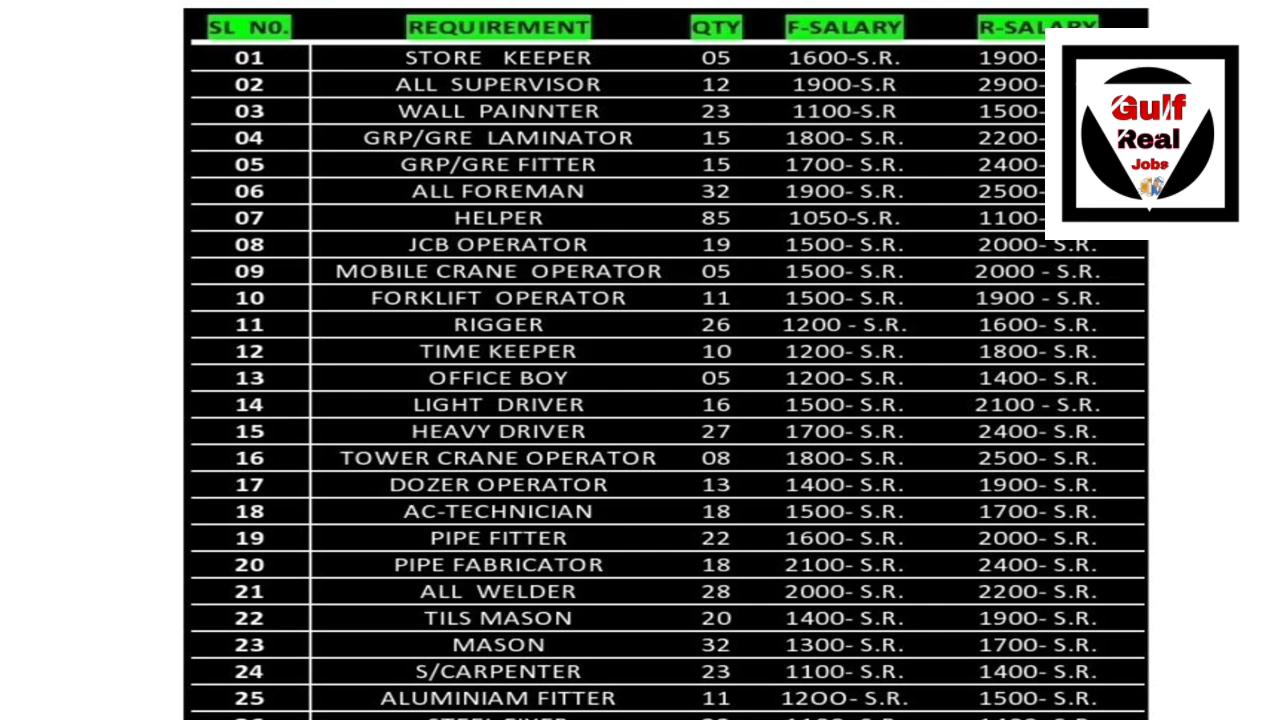 SL NO. REQUIREMENT QTY F-SALARY R-SALARY
01 STORE KEEPER 05 1600-S.R. 1900-
02 ALL SUPERVISOR 12 1900-S.R 2900-
03 WALL PAINNTER 23 1100-S.R 1500-
04 GRP/GRE LAMINATOR 15 1800- S.R. 2200-
05 GRP/GRE FITTER 15 1700- S.R. 2400-
06 ALL FOREMAN 32 1900- S.R. 2500-
07 HELPER 85 1050-S.R. 1100-
08 JCB OPERATOR 19 1500- S.R. 2000- S.R.
09 MOBILE CRANE OPERATOR 05 1500- S.R. 2000 - S.R.
10 FORKLIFT OPERATOR 11 1500- S.R. 1900 - S.R.
11 RIGGER 26 1200 - S.R. 1600- S.R.
12 TIME KEEPER 10 1200- S.R. 1800- S.R.
13 OFFICE BOY 05 1200- S.R. 1400- S.R.
14 LIGHT DRIVER 16 1500- S.R. 2100 - S.R.
15 HEAVY DRIVER 27 1700- S.R. 2400- S.R.
16 TOWER CRANE OPERATOR 08 1800- S.R. 2500- S.R.
17 DOZER OPERATOR 13 1400- S.R. 1900- S.R.
18 AC-TECHNICIAN 18 1500- S.R. 1700- S.R.
19 PIPE FITTER 22 1600- S.R. 2000- S.R.
20 PIPE FABRICATOR 18 2100- S.R. 2400- S.R.
21 ALL WELDER 28 2000- S.R. 2200- S.R.
22 TILS MASON 20 1400- S.R. 1900- S.R.
23 MASON 32 1300- S.R. 1700- S.R.
24 S/CARPENTER 23 1100- S.R. 1400- S.R.
25 ALUMINIAM FITTER 11 12OO- S.R. 1500- S.R.
Gulf
Real
Jobs